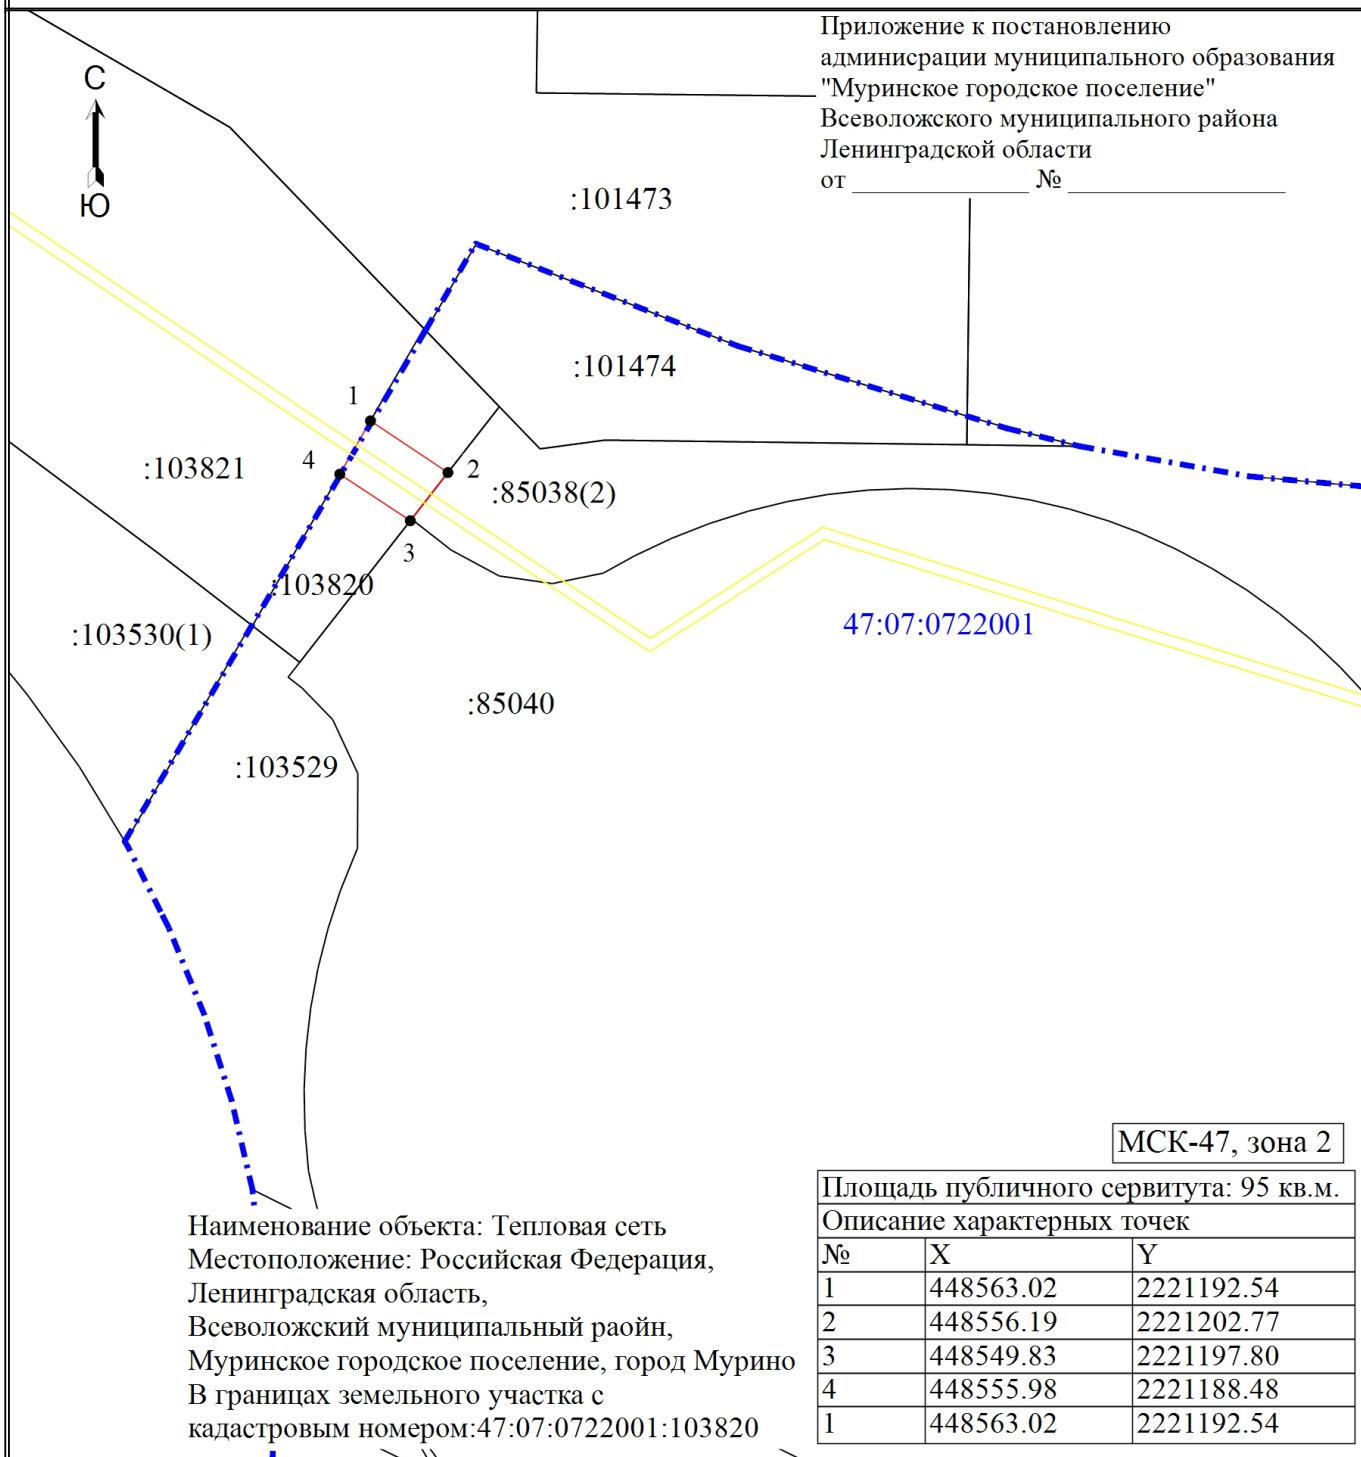 Приложение к постановлению
админисрации муниципального образования
"Муринское городское поселение"
Всеволожского муниципального района
Ленинградской области
от _____________ № ________________
С
Ю
:101473
:101474
1
4
2
3
:103821
:85038(2)
:103820
:103530(1)
47:07:0722001
:85040
:103529
МСК-47, зона 2
Площадь публичного сервитута: 95 кв.м.
Описание характерных точек
№ X Y
1 448563.02 2221192.54
2 448556.19 2221202.77
3 448549.83 2221197.80
4 448555.98 2221188.48
1 448563.02 2221192.54
Наименование объекта: Тепловая сеть
Местоположение: Российская Федерация,
Ленинградская область,
Всеволожский муниципальный раойн,
Муринское городское поселение, город Мурино
В границах земельного участка с
кадастровым номером:47:07:0722001:103820